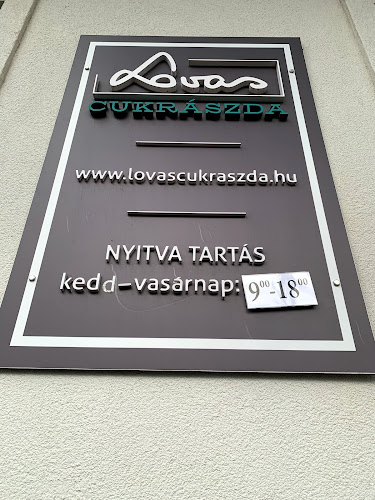 Lovas
CUKRÁSZDA
www.lovascukraszda.hu
NYITVA TARTÁS
kedd-vasárnap: 9⁰⁰-18⁰⁰